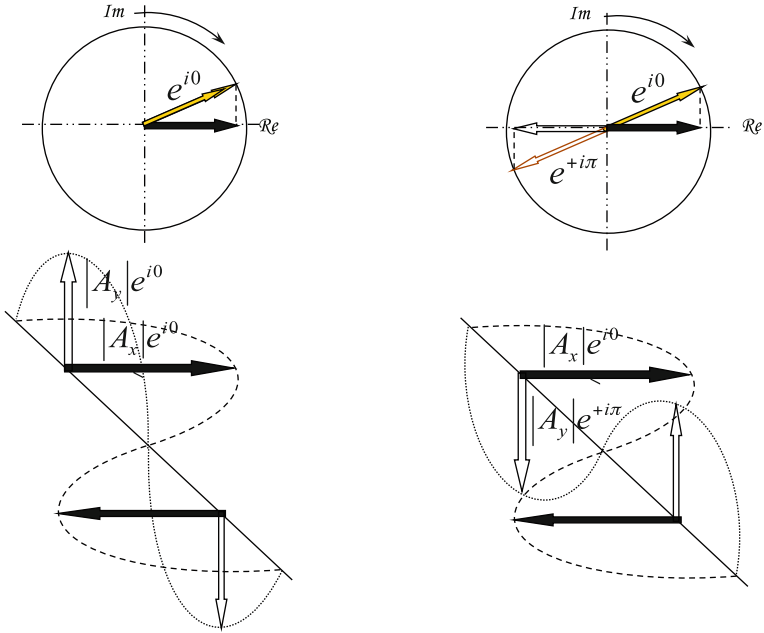 Im
e^{i0}
Re
Im
e^{i0}
Re
e^{+iπ}
|A_y|e^{i0}
|A_x|e^{i0}
|A_x|e^{i0}
|A_y|e^{+iπ}